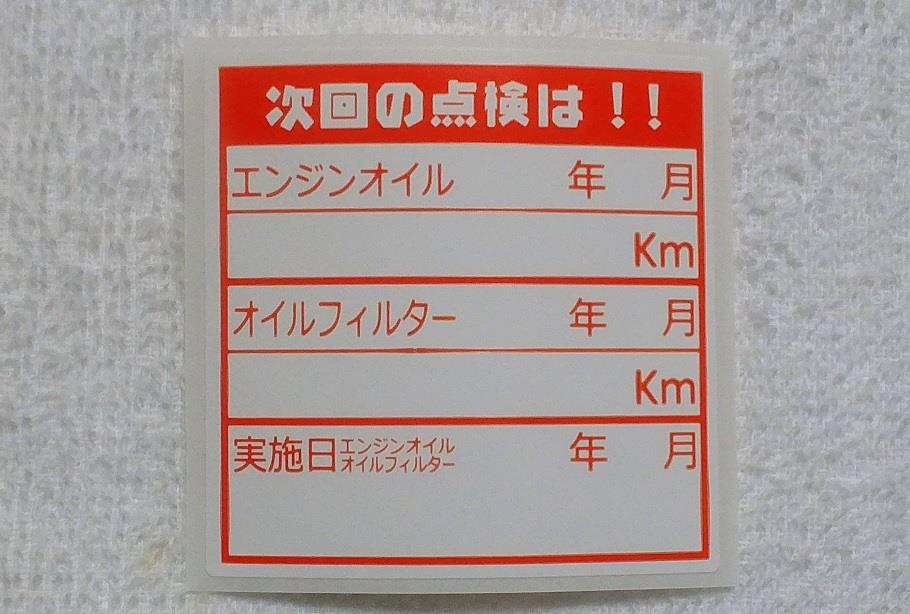 次回の点検は！！
エンジンオイル 年 月
Km
オイルフィルター 年 月
Km
実施日 エンジンオイル 年 月
オイルフィルター